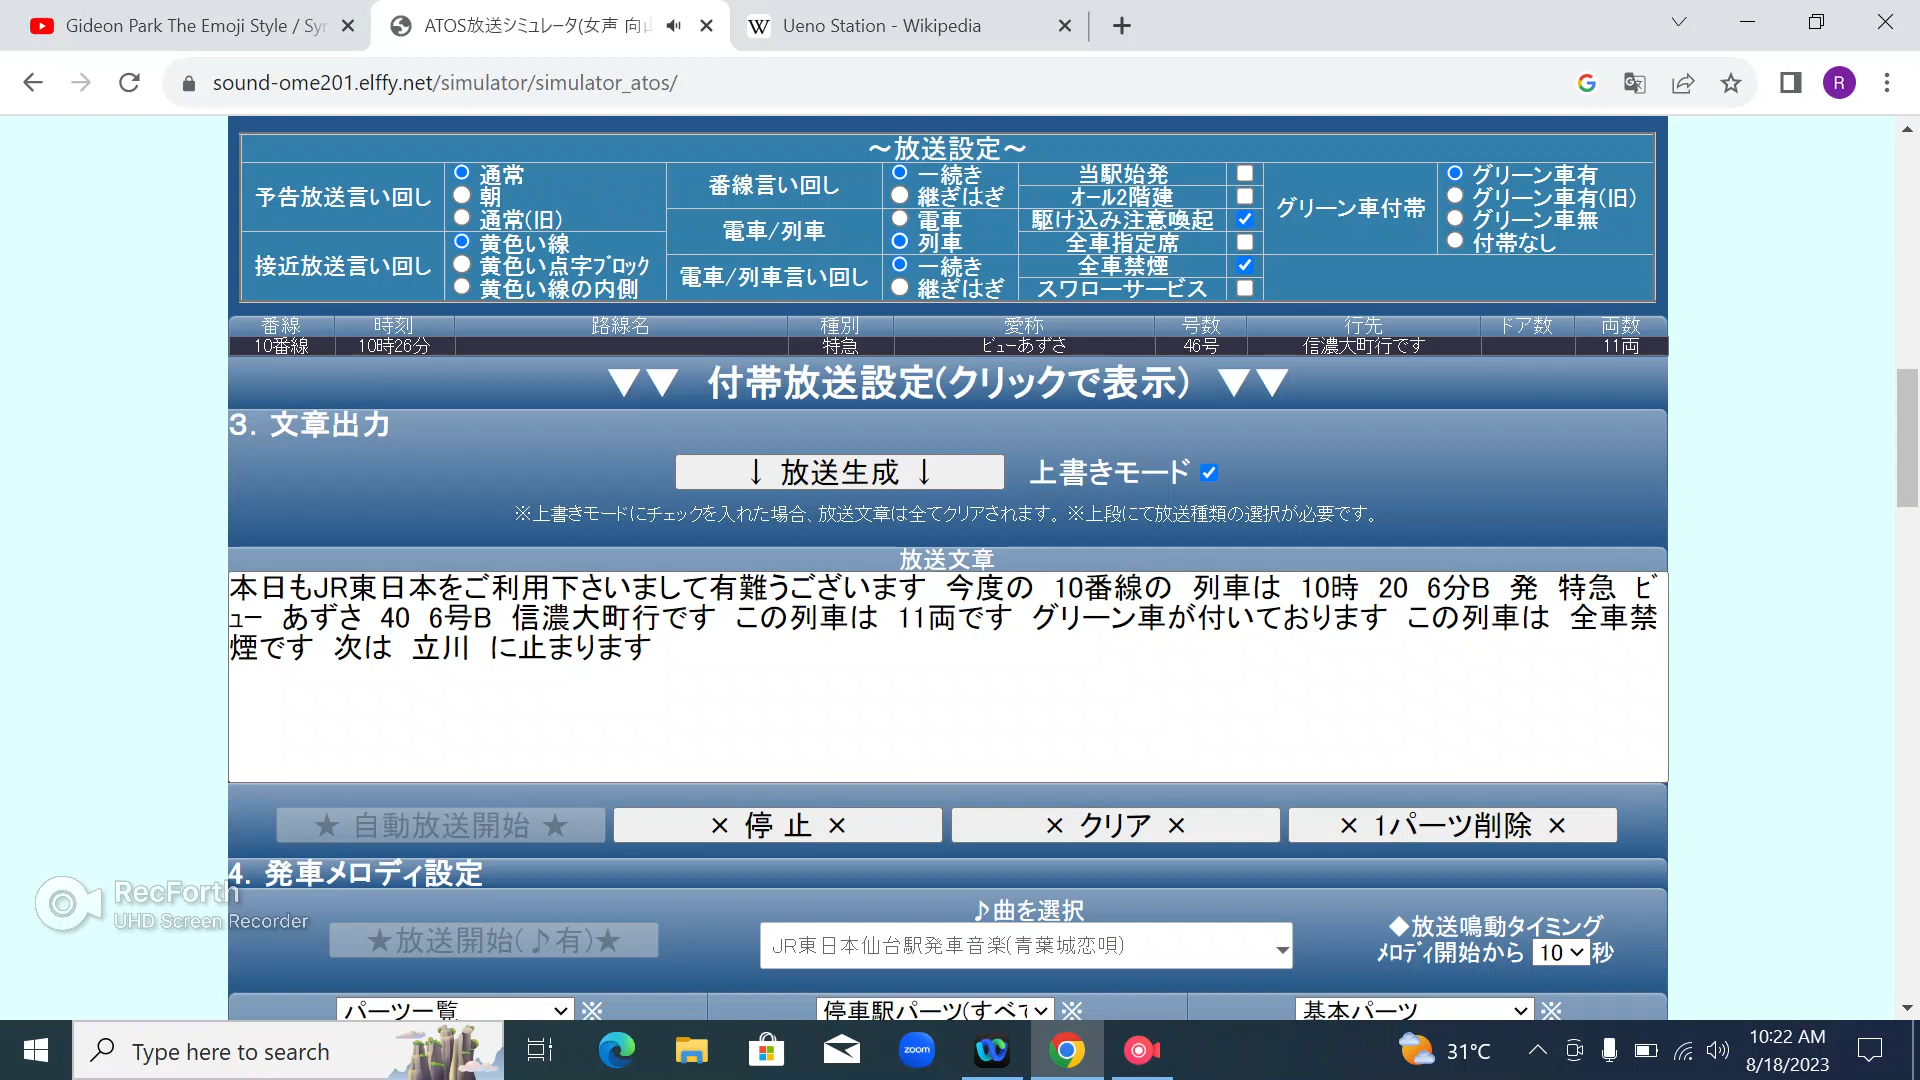 Gideon Park The Emoji Style / Syr
ATOS放送シミュレータ(女声 向山
Ueno Station - Wikipedia
sound-ome201.elffy.net/simulator/simulator_atos/
R
～放送設定～
予告放送言い回し
通常
朝
通常(旧)
接近放送言い回し
黄色い線
黄色い点字ブロック
黄色い線の内側
番線言い回し
一続き
継ぎはぎ
電車/列車
電車
列車
電車/列車言い回し
一続き
継ぎはぎ
当駅始発
オール2階建
駆け込み注意喚起
全車指定席
全車禁煙
スワローサービス
グリーン車付帯
グリーン車有
グリーン車有(旧)
グリーン車無
付帯なし
番線 時刻 路線名 種別 愛称 号数 行先 ドア数 両数
10番線 10時26分 特急 ビューあずさ 46号 信濃大町行です 11両
▼▼ 付帯放送設定(クリックで表示) ▼▼
3. 文章出力
↓ 放送生成 ↓ 上書きモード
※上書きモードにチェックを入れた場合、放送文章は全てクリアされます。※上段にて放送種類の選択が必要です。
放送文章
本日もJR東日本をご利用下さいまして有難うございます 今度の 10番線の 列車は 10時 20 6分B 発 特急 ビ
ュー あずさ 40 6号B 信濃大町行です この列車は 11両です グリーン車が付いております この列車は 全車禁
煙です 次は 立川 に止まります
★ 自動放送開始 ★ × 停 止 × × クリア × × 1パーツ削除 ×
4. 発車メロディ設定
★放送開始(♪有)★
♪曲を選択
JR東日本仙台駅発車音楽(青葉城恋唄)
◆放送鳴動タイミング
メロディ開始から 10 秒
パーツ一覧 ※ 停車駅パーツ(すべて ※ 基本パーツ ※
RecForth
UHD Screen Recorder
Type here to search
zoom
31°C
10:22 AM
8/18/2023